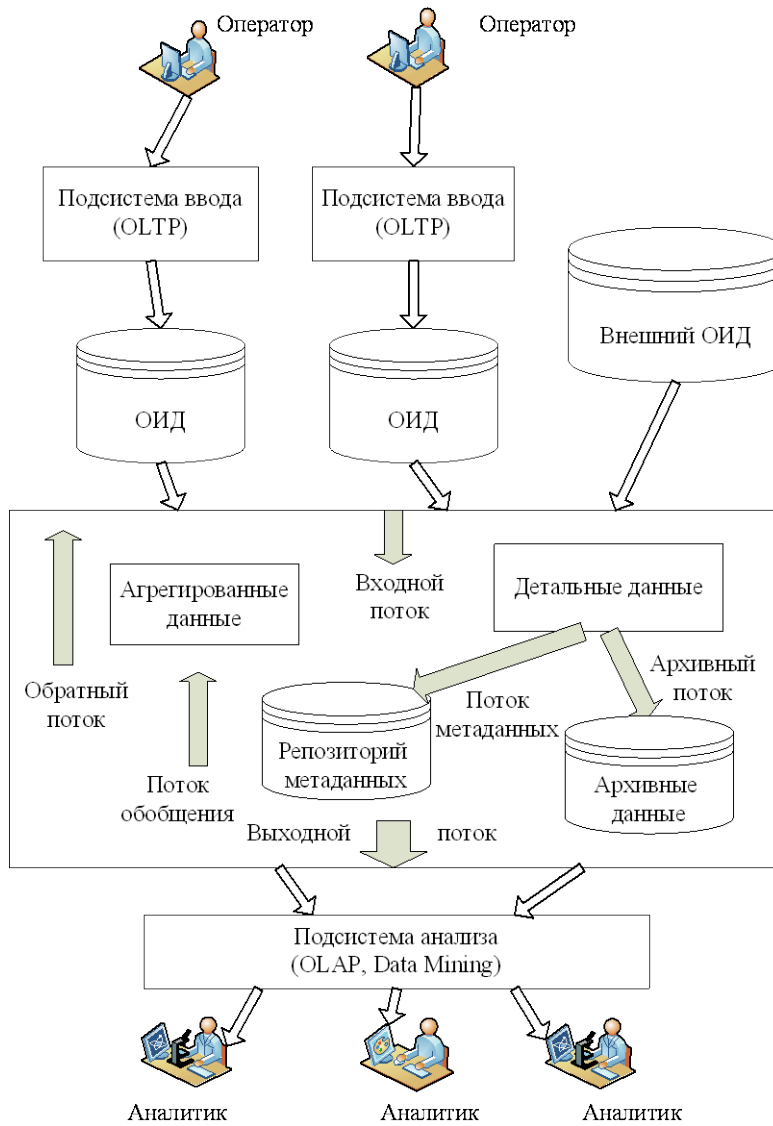 Оператор
Оператор
Подсистема ввода
(OLTP)
Подсистема ввода
(OLTP)
Внешний ОИД
ОИД
ОИД
Агрегированные
данные
Входной
поток
Детальные данные
Обратный
поток
Поток
метаданных
Архивный
поток
Репозиторий
метаданных
Поток
обобщения
Архивные
данные
Выходной поток
Подсистема анализа
(OLAP, Data Mining)
Аналитик
Аналитик
Аналитик